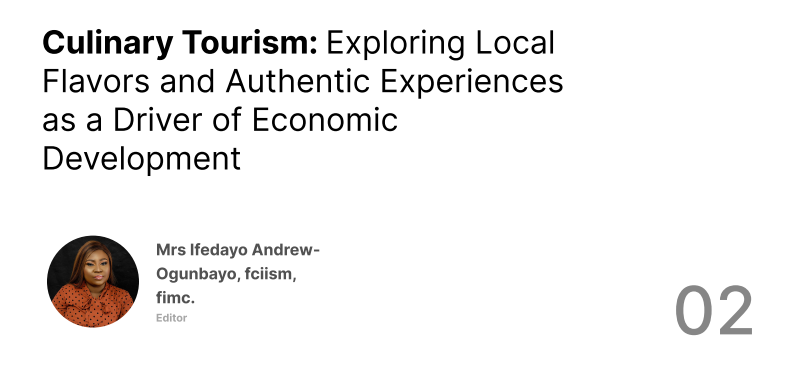 Culinary Tourism: Exploring Local
Flavors and Authentic Experiences
as a Driver of Economic
Development
Mrs Ifedayo Andrew-
Ogunbayo, fciism,
fimc.
Editor
02